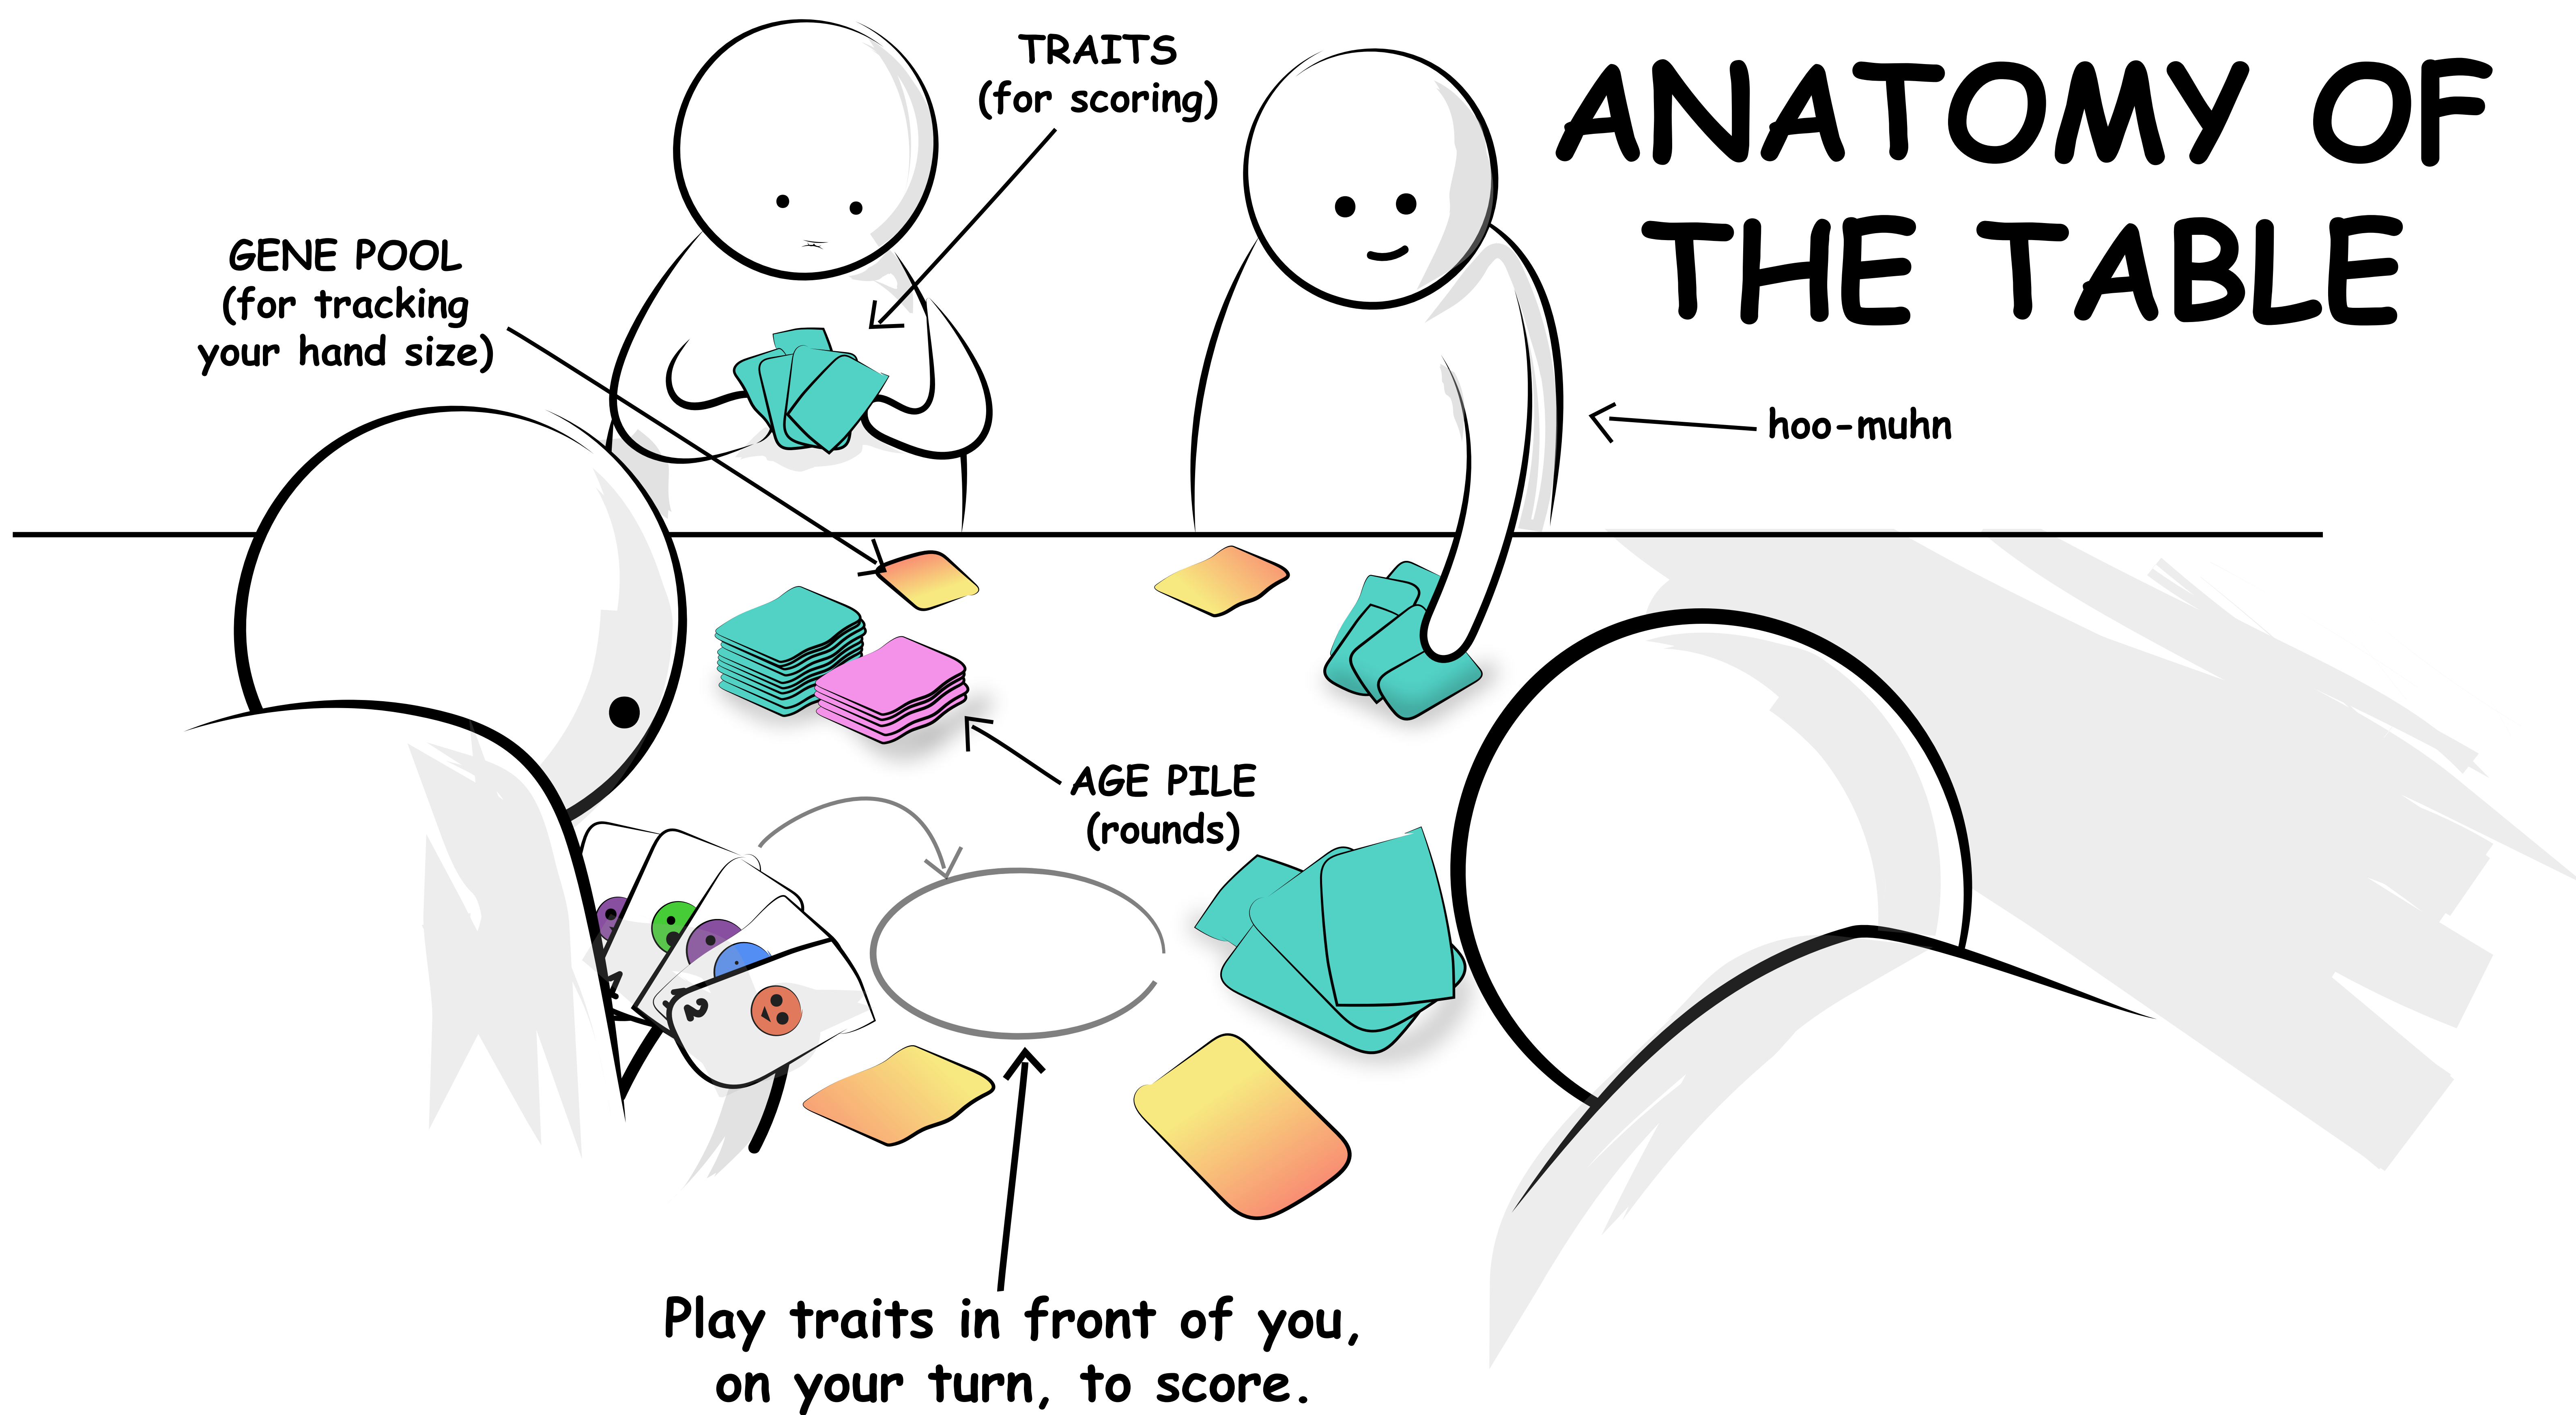 ANATOMY OF
THE TABLE
TRAITS
(for scoring)
GENE POOL
(for tracking
your hand size)
hoo-muhn
AGE PILE
(rounds)
2
Play traits in front of you,
on your turn, to score.